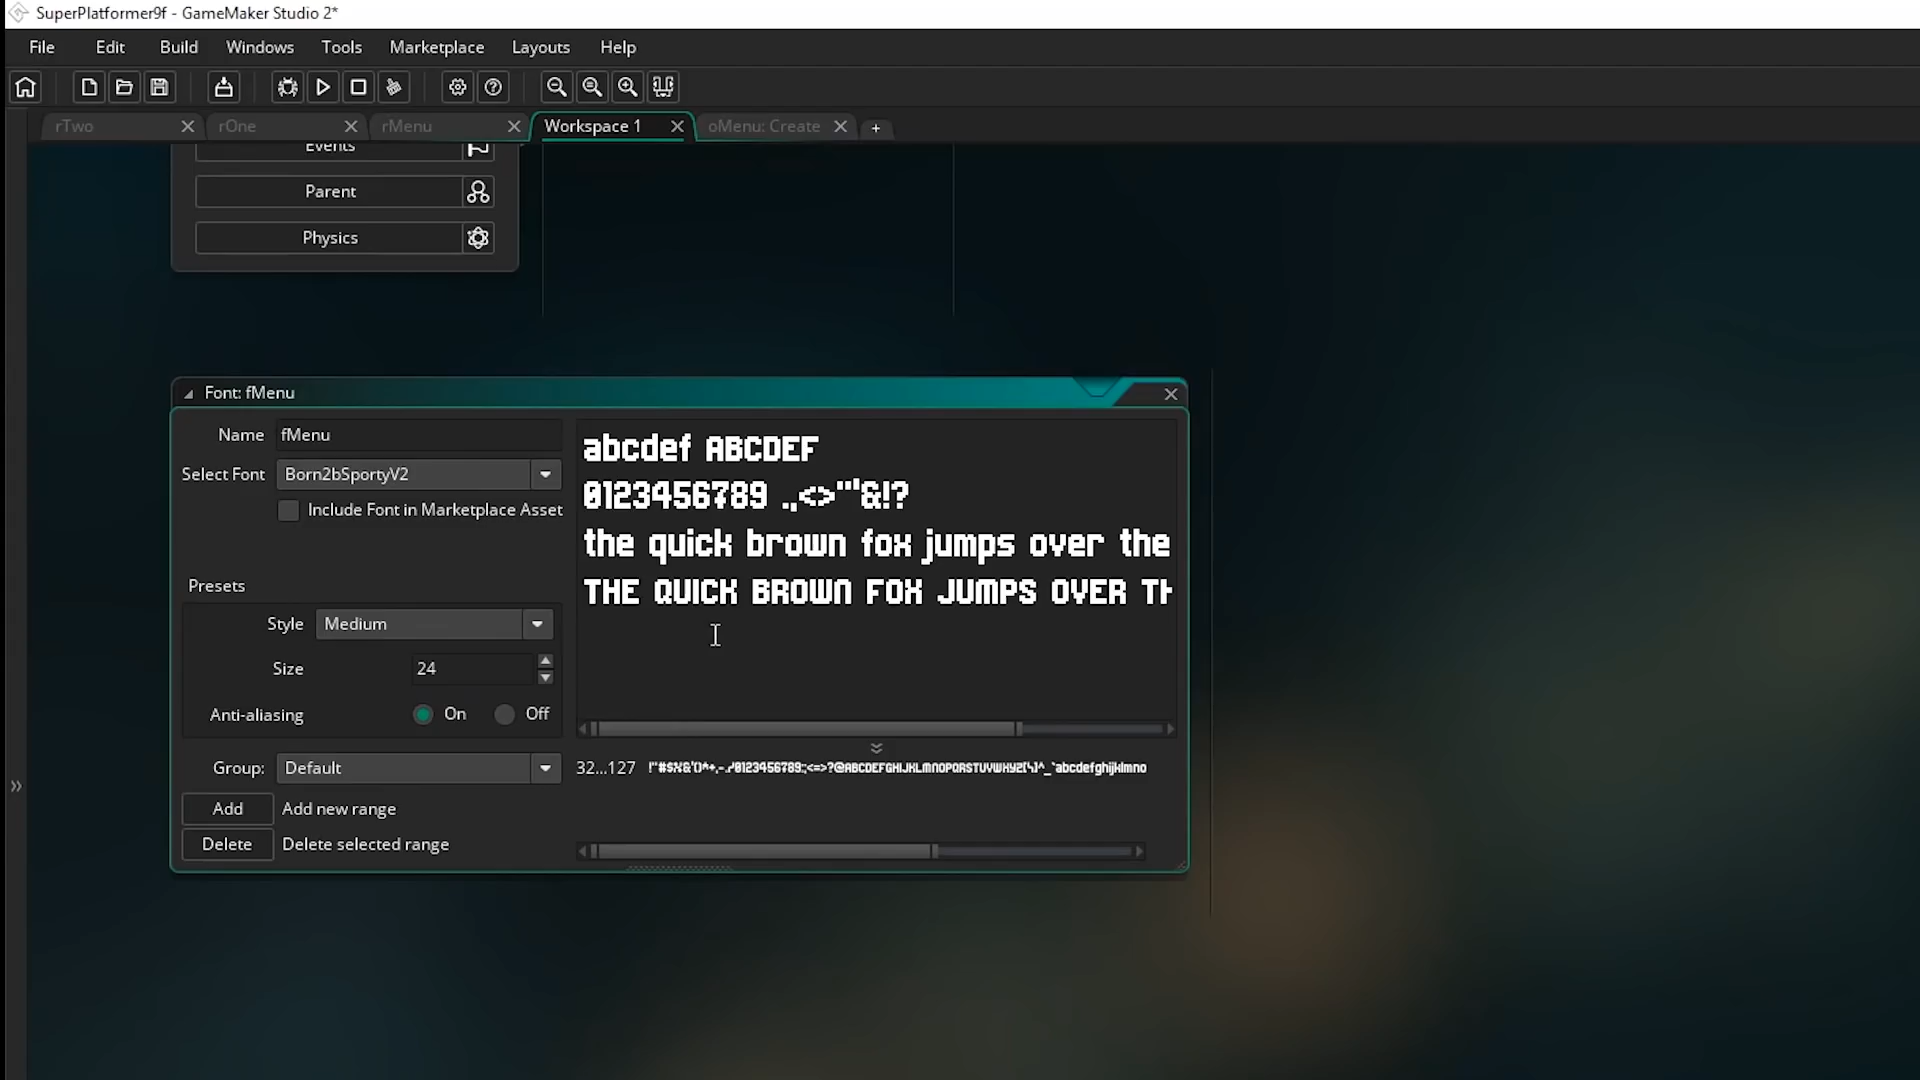 SuperPlatformer9f - GameMaker Studio 2*
File Edit Build Windows Tools Marketplace Layouts Help
rTwo rOne rMenu Workspace 1 oMenu: Create
Events
Parent
Physics
Font: fMenu
Name fMenu
Select Font Born2bSportyV2
Include Font in Marketplace Asset
abcdef ABCDEF
0123456789 .,<>"'&!?
the quick brown fox jumps over the
THE QUICK BROWN FOX JUMPS OVER TH
Presets
Style Medium
Size 24
Anti-aliasing On Off
Group: Default
32...127 !"#$%&'()*+,-./0123456789:;<=>?@ABCDEFGHIJKLMNOPQRSTUVWXYZ[\]^_`abcdefghijklmno
Add Add new range
Delete Delete selected range